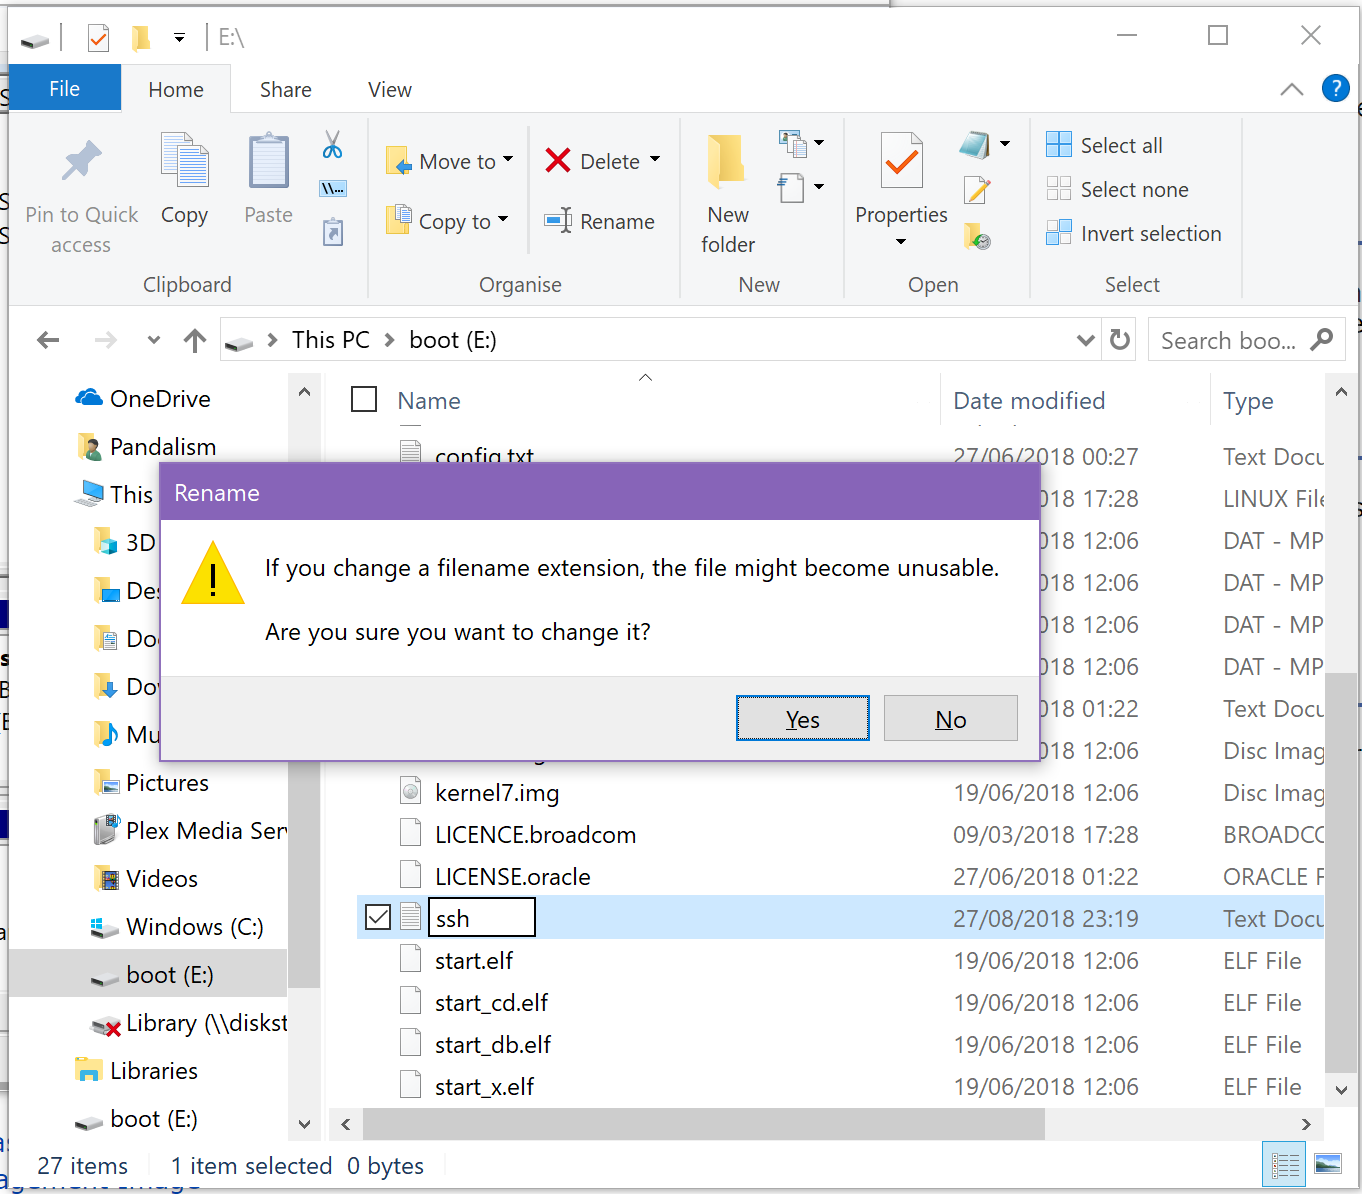 E:\
File Home Share View
Pin to Quick access
Copy
Paste
Move to
Copy to
Delete
Rename
New folder
Properties
Select all
Select none
Invert selection
Clipboard Organise New Open Select
This PC boot (E:) Search boo...
Name Date modified Type
OneDrive
Pandalism
This
3D
Des
Doc
Dov
Mu
Pictures
Plex Media Serv
Videos
Windows (C:)
boot (E:)
Library (\\diskst
Libraries
boot (E:)
config.txt 27/06/2018 00:27 Text Docu
018 17:28 LINUX File
018 12:06 DAT - MP
018 12:06 DAT - MP
018 12:06 DAT - MP
018 12:06 DAT - MP
018 01:22 Text Docu
018 12:06 Disc Imag
Rename
If you change a filename extension, the file might become unusable.
Are you sure you want to change it?
Yes No
kernel7.img 19/06/2018 12:06 Disc Imag
LICENCE.broadcom 09/03/2018 17:28 BROADCO
LICENSE.oracle 27/06/2018 01:22 ORACLE F
ssh 27/08/2018 23:19 Text Docu
start.elf 19/06/2018 12:06 ELF File
start_cd.elf 19/06/2018 12:06 ELF File
start_db.elf 19/06/2018 12:06 ELF File
start_x.elf 19/06/2018 12:06 ELF File
27 items 1 item selected 0 bytes